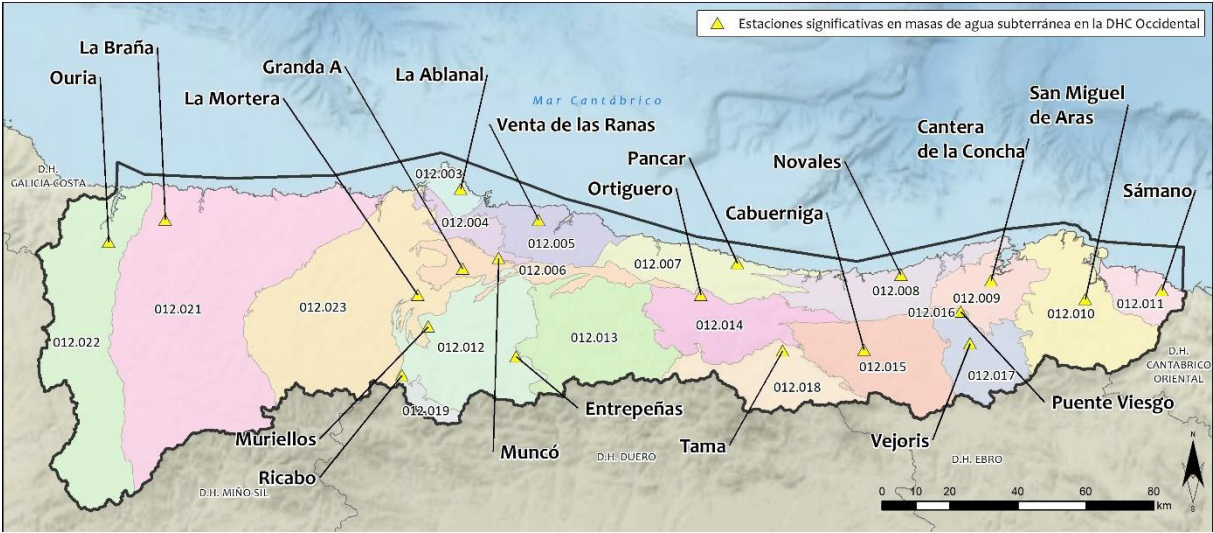 Estaciones significativas en masas de agua subterránea en la DHC Occidental
La Braña
Ouria
Granda A
La Mortera
La Ablanal
Mar Cantábrico
Venta de las Ranas
Pancar
Ortiguero
Novales
Cabuerniga
Cantera
de la Concha
San Miguel
de Aras
Sámano
D.H.
GALICIA-COSTA
012.003
012.004
012.005
012.006
012.007
012.008
012.009
012.010
012.011
012.016
012.021
012.022
012.023
012.012
012.013
012.014
012.015
012.017
012.018
012.019
D.H.
CANTABRICO
ORIENTAL
Muriellos
Ricabo
Muncó
Entrepeñas
Tama
Vejoris
Puente Viesgo
D.H. MIÑO-SIL
D.H. DUERO
D.H. EBRO
N
S
0 10 20 40 60 80
km